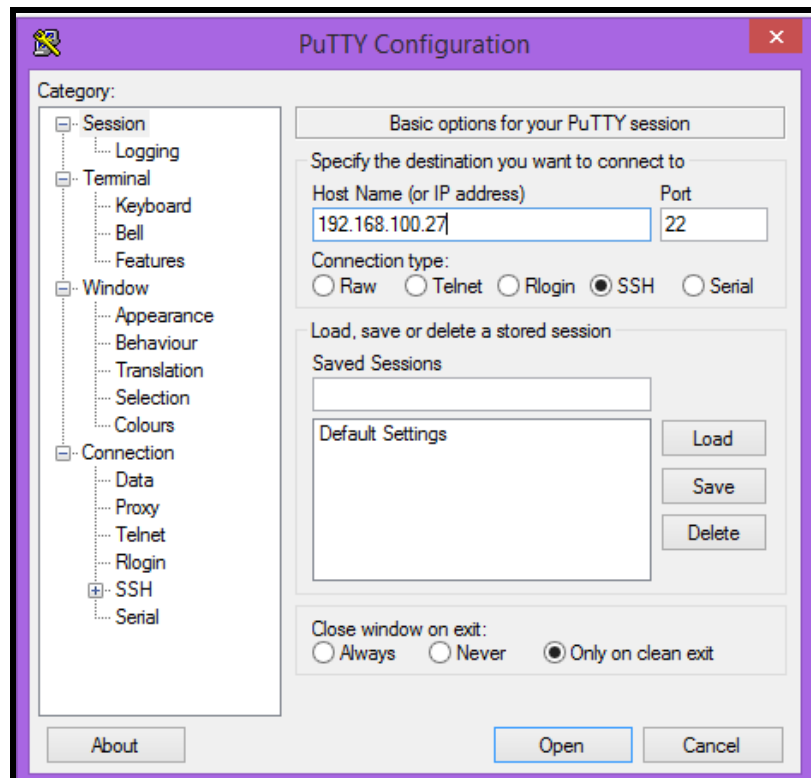 PuTTY Configuration
Category:
Session
Logging
Terminal
Keyboard
Bell
Features
Window
Appearance
Behaviour
Translation
Selection
Colours
Connection
Data
Proxy
Telnet
Rlogin
SSH
Serial
Basic options for your PuTTY session
Specify the destination you want to connect to
Host Name (or IP address) Port
192.168.100.27 22
Connection type:
Raw Telnet Rlogin SSH Serial
Load, save or delete a stored session
Saved Sessions
Default Settings
Load
Save
Delete
Close window on exit:
Always Never Only on clean exit
About Open Cancel